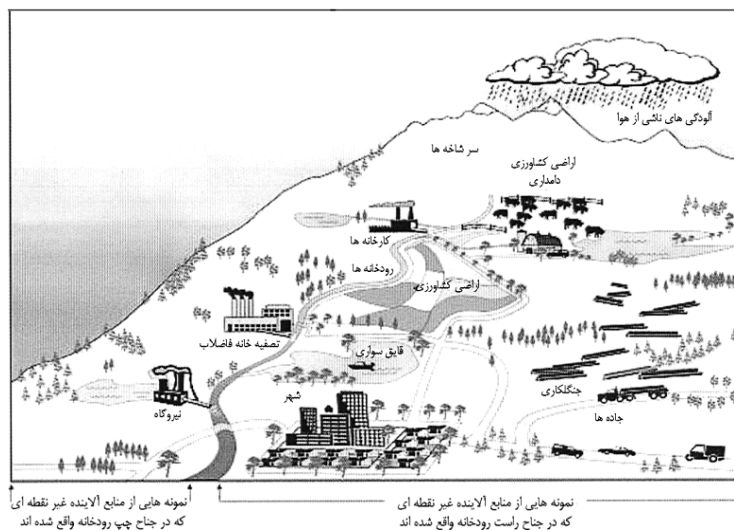 آلودگی های ناشی از هوا
سر شاخه ها
اراضی کشاورزی
دامداری
کارخانه ها
رودخانه ها
اراضی کشاورزی
تصفیه خانه فاضلاب
قایق سواری
نیروگاه
شهر
جنگلکاری
جاده ها
نمونه هایی از منابع آلاینده غیر نقطه ای
که در جناح راست رودخانه واقع شده اند
نمونه هایی از منابع آلاینده غیر نقطه ای
که در جناح چپ رودخانه واقع شده اند